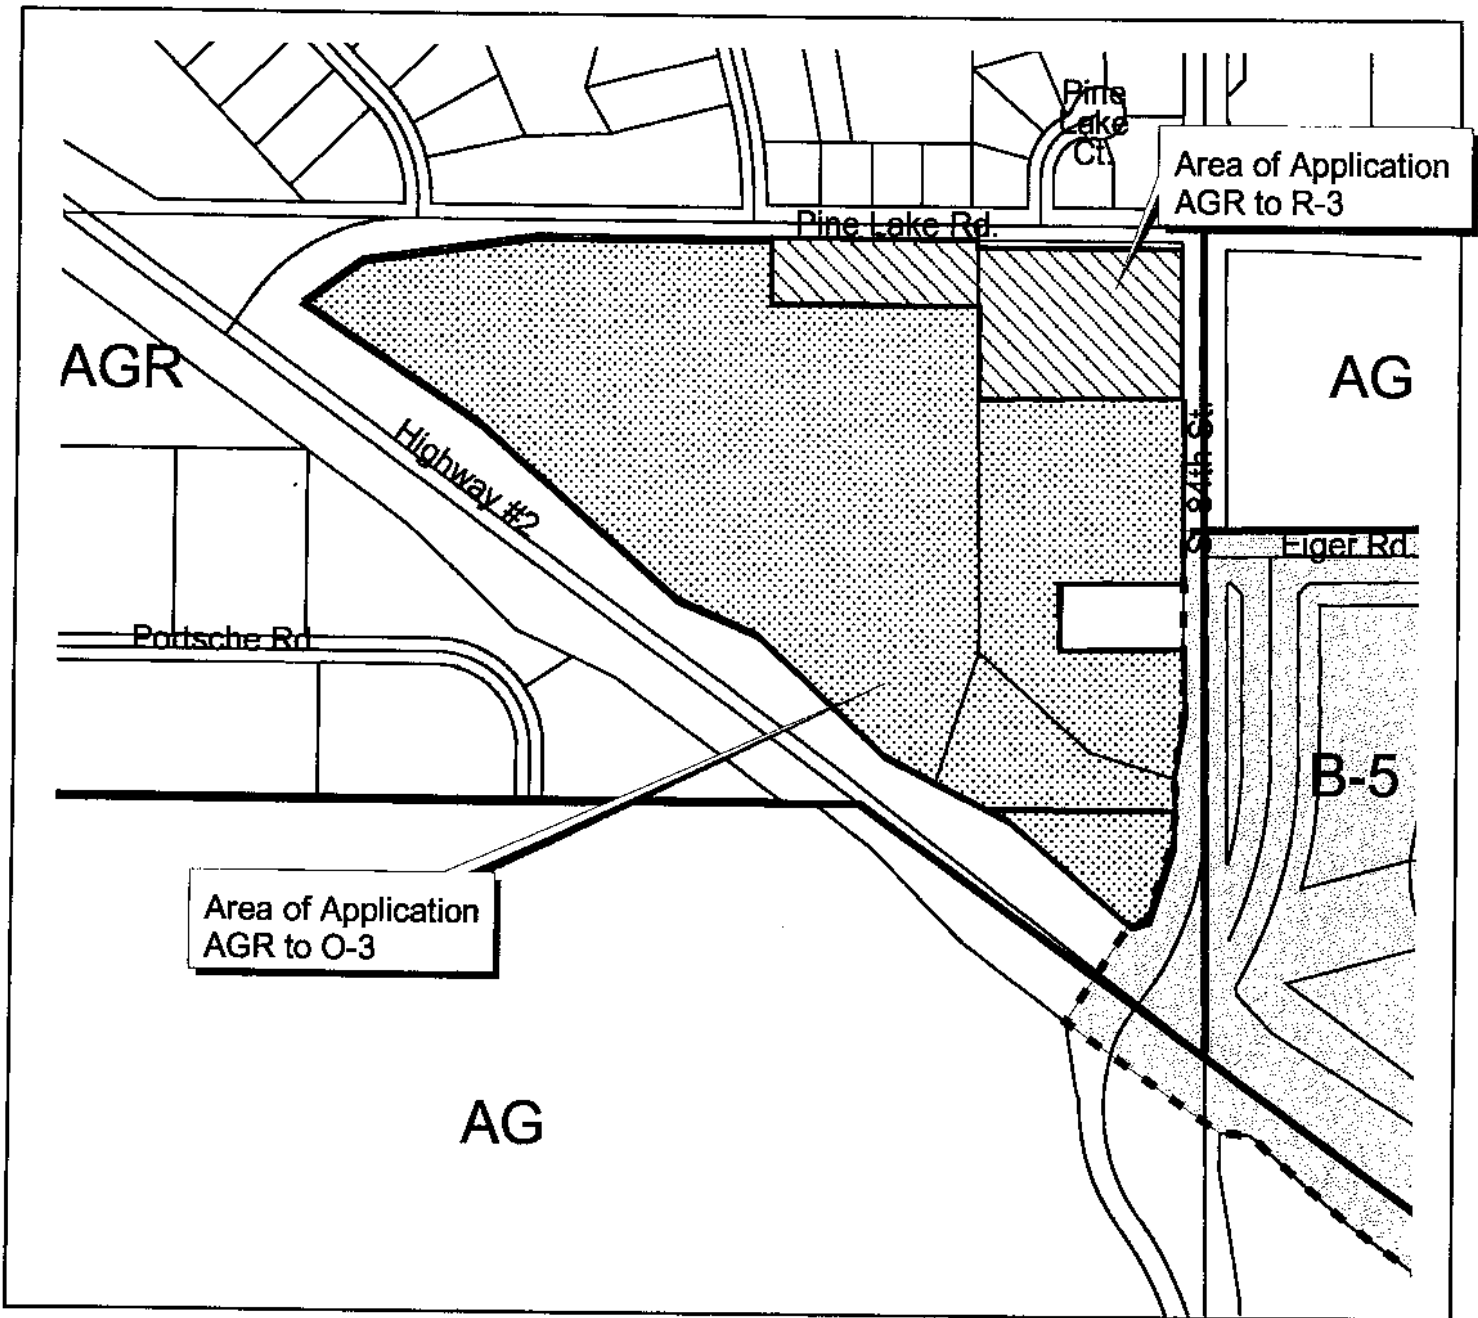 Pine
Lake
Ct.
Area of Application
AGR to R-3
Pine Lake Rd.
AGR
AG
Highway #2
S 84th St.
Eiger Rd.
Portsche Rd
B-5
Area of Application
AGR to O-3
AG